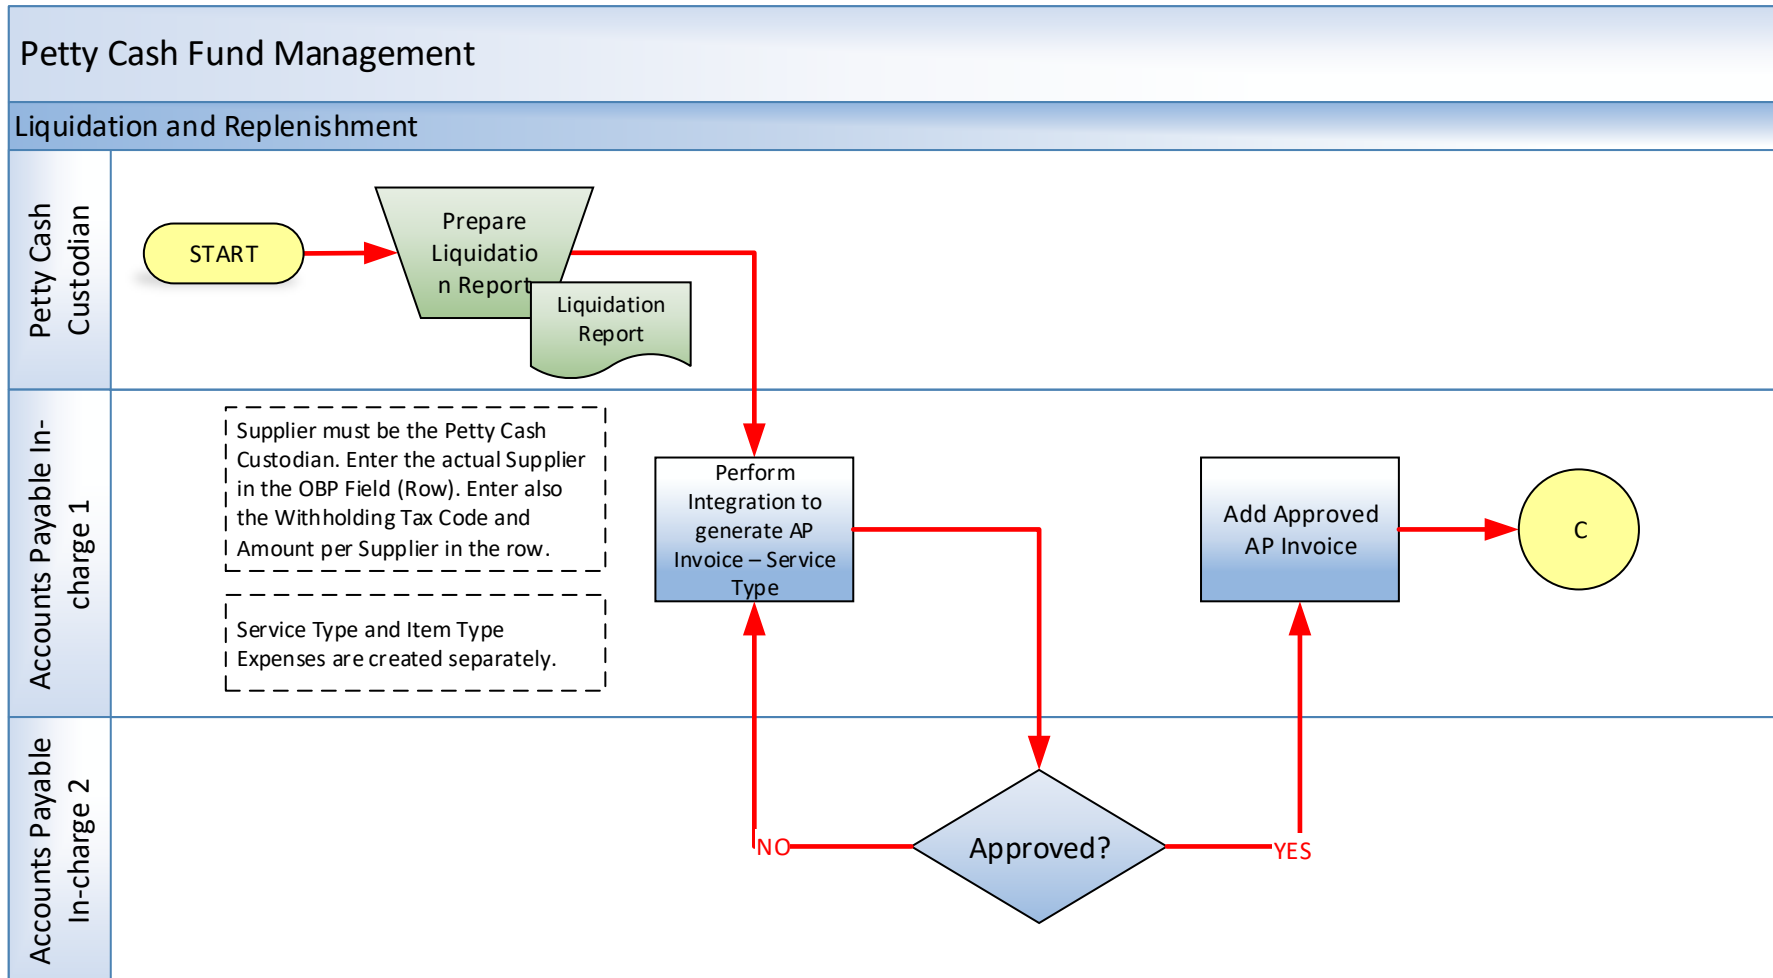 Petty Cash Fund Management
Liquidation and Replenishment
Petty Cash
Custodian
START
Prepare
Liquidatio
n Report
Liquidation
Report
Accounts Payable In-
charge 1
Supplier must be the Petty Cash
Custodian. Enter the actual Supplier
in the OBP Field (Row). Enter also
the Withholding Tax Code and
Amount per Supplier in the row.
Service Type and Item Type
Expenses are created separately.
Perform
Integration to
generate AP
Invoice – Service
Type
Add Approved
AP Invoice
C
Accounts Payable
In-charge 2
NO
Approved?
YES